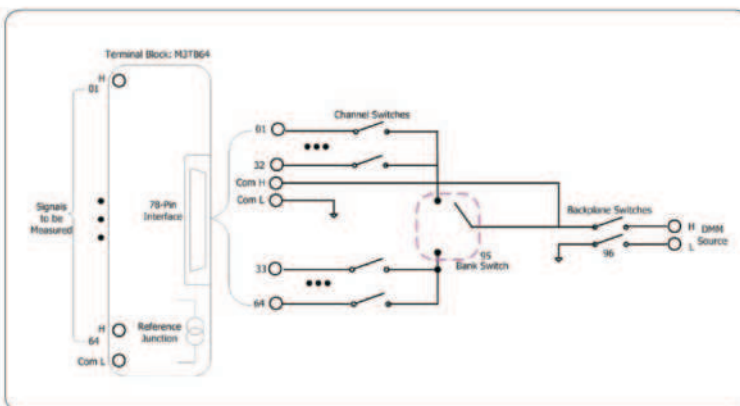 Terminal Block: M3TB64
H
01
Signals
to be
Measured
78-Pin
Interface
Reference
Junction
H
64
Com L
Channel Switches
01
32
Com H
Com L
33
64
95
Bank Switch
Backplane Switches
96
H
L
DMM
Source